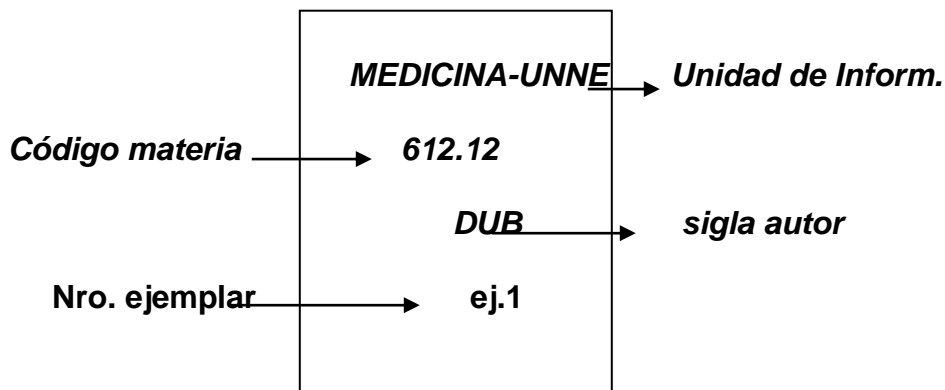 MEDICINA-UNNE Unidad de Inform.
Código materia 612.12
DUB sigla autor
Nro. ejemplar ej.1